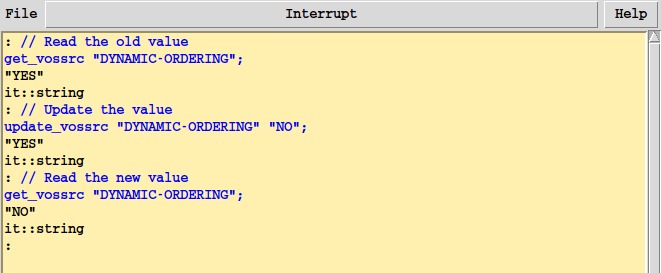 File Interrupt Help
: // Read the old value
get_vossrc "DYNAMIC-ORDERING";
"YES"
it::string
: // Update the value
update_vossrc "DYNAMIC-ORDERING" "NO";
"YES"
it::string
: // Read the new value
get_vossrc "DYNAMIC-ORDERING";
"NO"
it::string
: